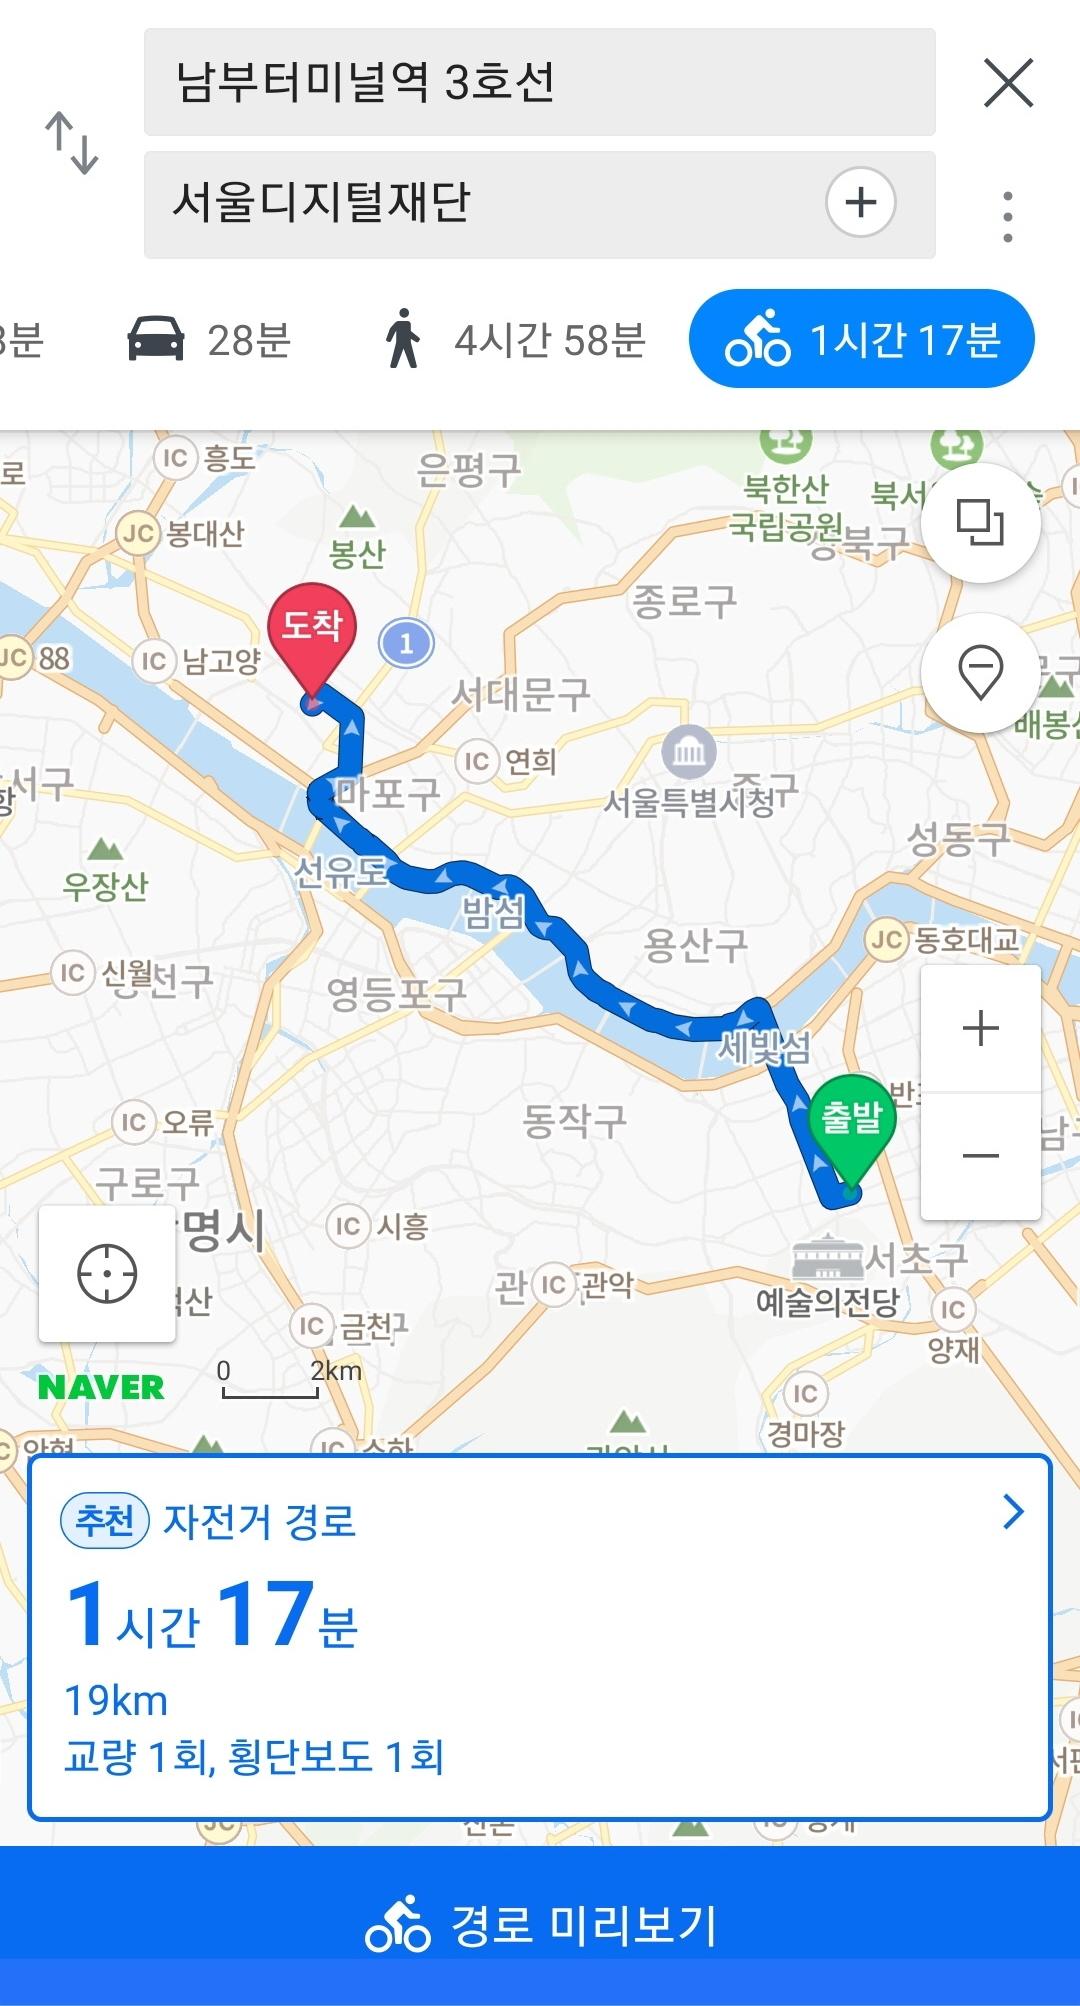 남부터미널역 3호선
서울디지털재단
3분
28분
4시간 58분
1시간 17분
IC 흥도
은평구
로
북한산
국립공원
북서
강북구
JC 봉대산
봉산
종로구
도착
1
JC 88
IC 남고양
서대문구
배봉산
IC 연희
중구
서울특별시청
마포구
강서구
성동구
우장산
선유도
밤섬
용산구
JC 동호대교
IC 신월
양천구
영등포구
세빛섬
반포
출발
동작구
IC 오류
구로구
광명시
IC 시흥
서초구
관
IC 관악
예술의전당
IC
양재
IC 금천구
0 2km
NAVER
IC
경마장
추천 자전거 경로
1시간 17분
19km
교량 1회, 횡단보도 1회
JC
경로 미리보기